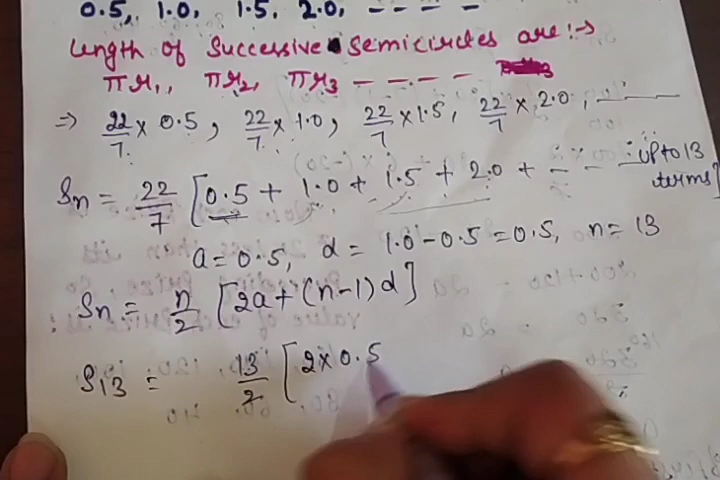 0.5, 1.0, 1.5, 2.0, - - - -
Length of Successive Semicircles are :→
πr₁, πr₂, πr₃ - - - -
⇒ 22/7 × 0.5, 22/7 × 1.0, 22/7 × 1.5, 22/7 × 2.0, ———
Sn = 22/7 [0.5 + 1.0 + 1.5 + 2.0 + - - - upto 13 terms]
a = 0.5, d = 1.0 - 0.5 = 0.5, n = 13
Sn = n/2 [2a + (n-1) d]
S13 = 13/2 [2 × 0.5